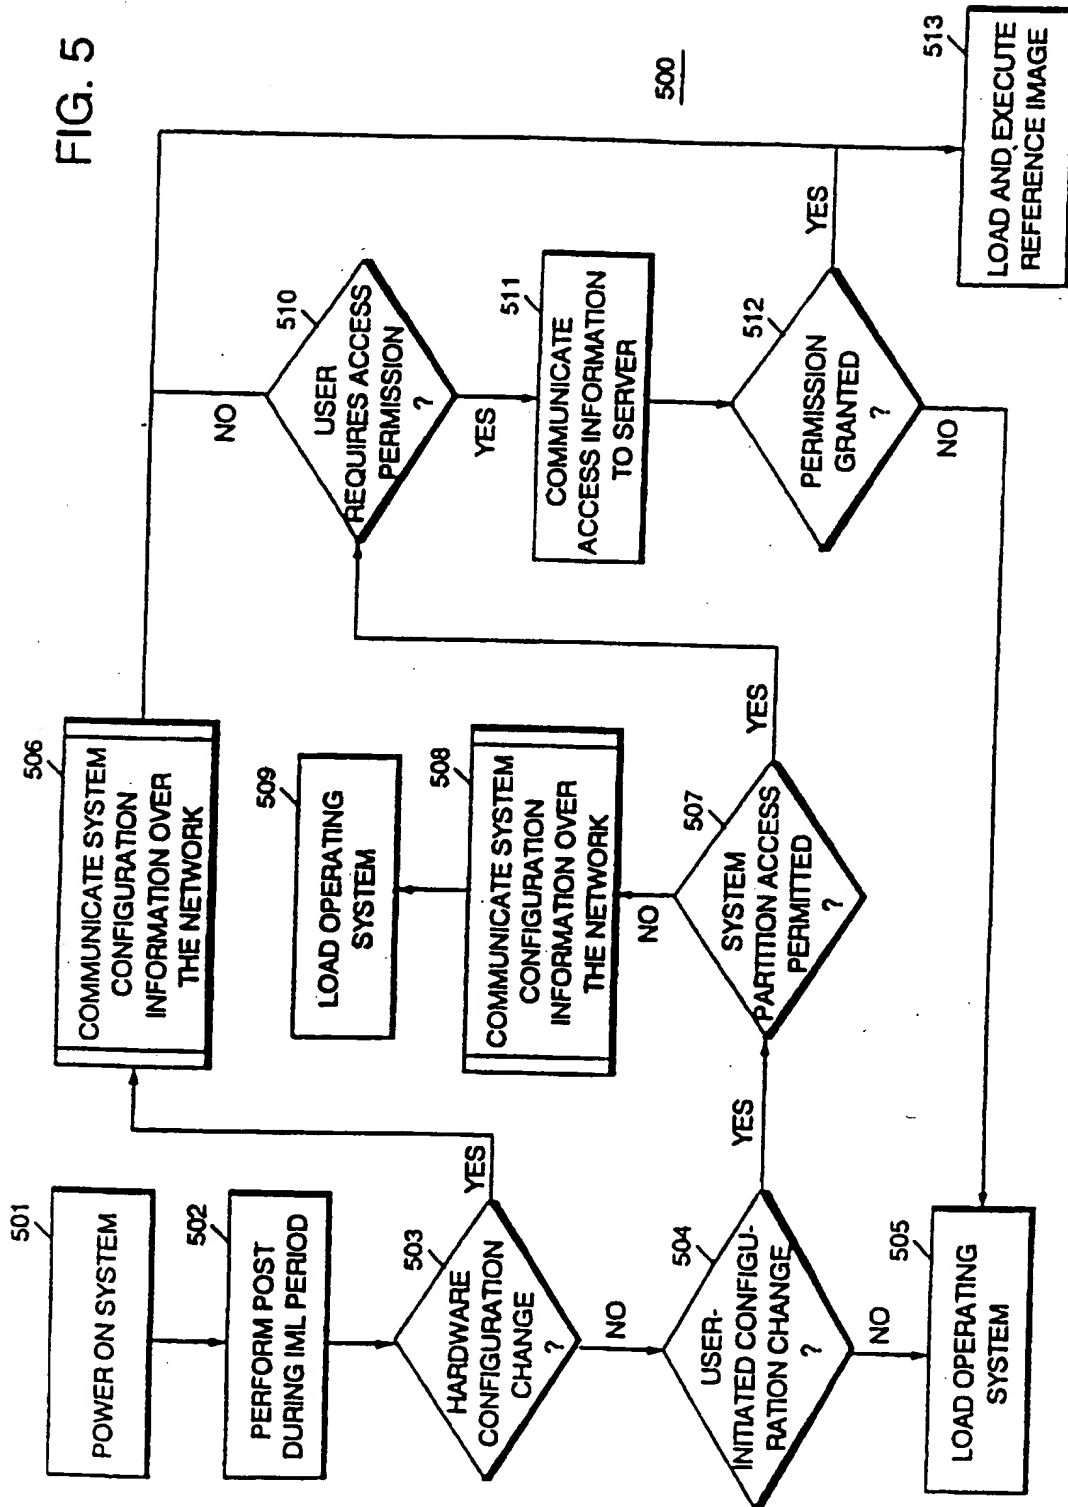 FIG. 5
500
501
POWER ON SYSTEM
502
PERFORM POST
DURING IML PERIOD
503
HARDWARE
CONFIGURATION
CHANGE
?
YES
NO
504
USER-
INITIATED CONFIGU-
RATION CHANGE
?
YES
NO
505
LOAD OPERATING
SYSTEM
506
COMMUNICATE SYSTEM
CONFIGURATION
INFORMATION OVER
THE NETWORK
509
LOAD OPERATING
SYSTEM
508
COMMUNICATE SYSTEM
CONFIGURATION
INFORMATION OVER
THE NETWORK
NO
507
SYSTEM
PARTITION ACCESS
PERMITTED
?
YES
510
USER
REQUIRES ACCESS
PERMISSION
?
NO
YES
511
COMMUNICATE
ACCESS INFORMATION
TO SERVER
512
PERMISSION
GRANTED
?
YES
NO
513
LOAD AND EXECUTE
REFERENCE IMAGE